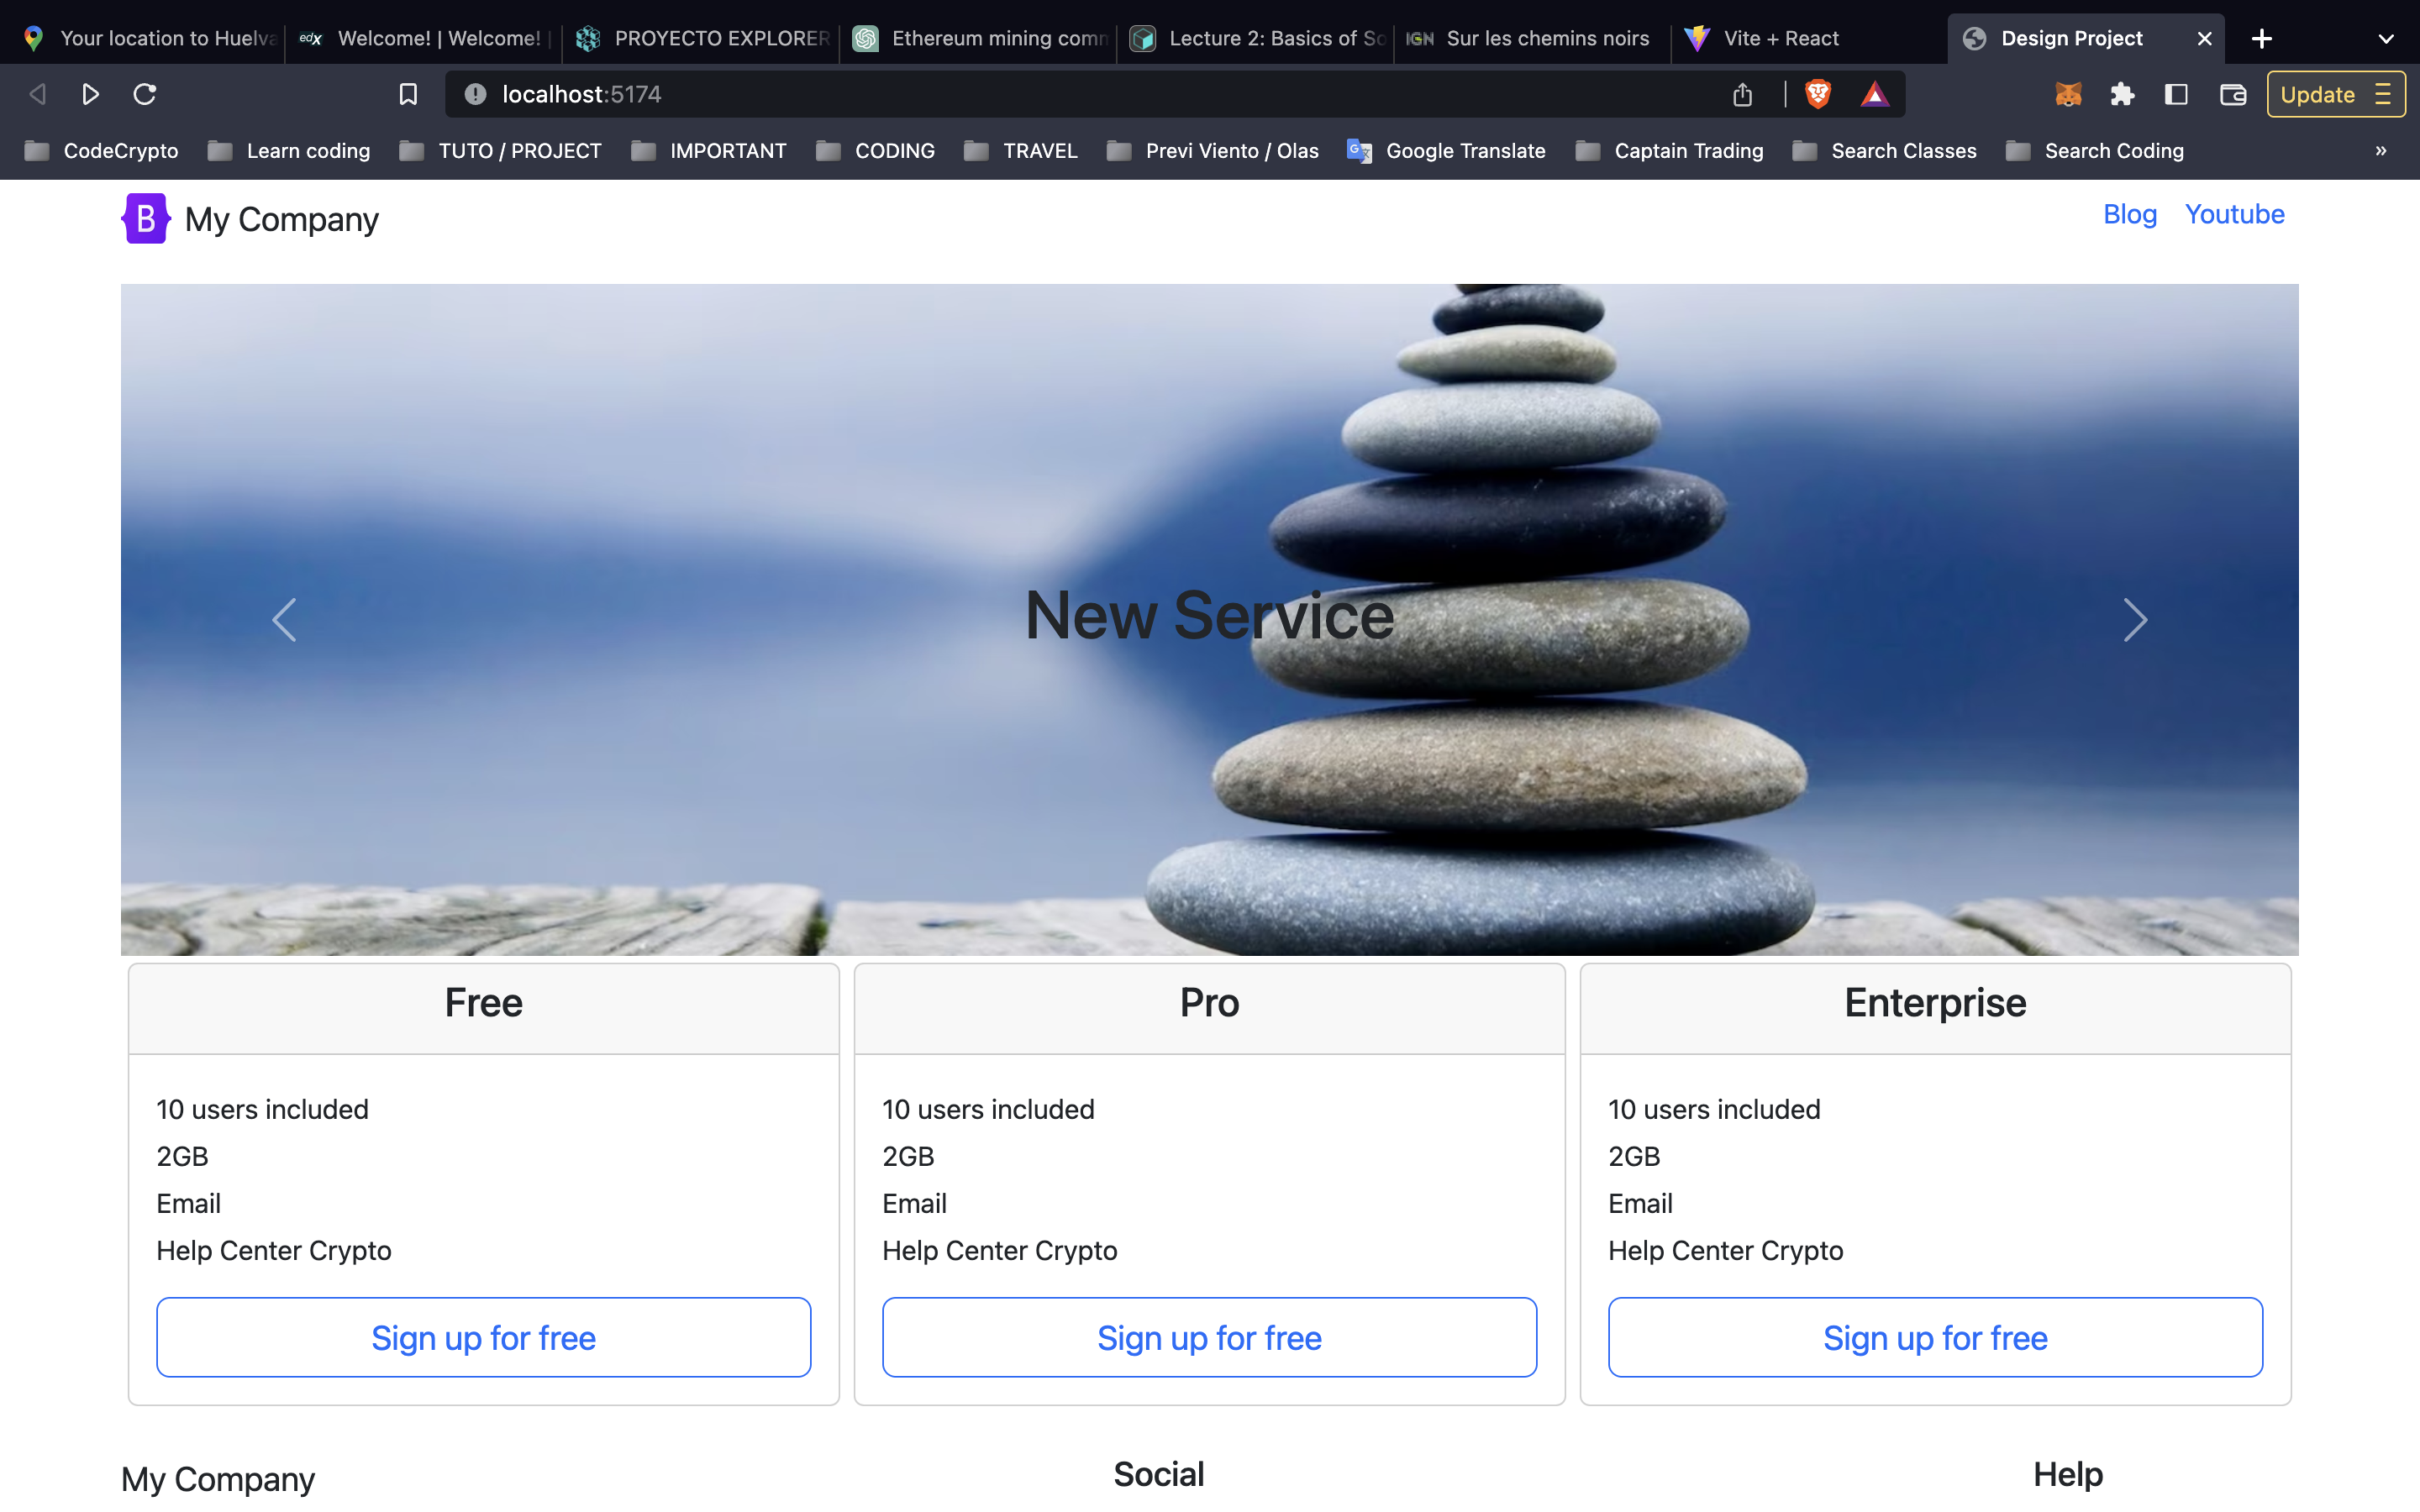 Your location to Huelva edX Welcome! | Welcome! | PROYECTO EXPLORER Ethereum mining com Lecture 2: Basics of So IGN Sur les chemins noirs Vite + React Design Project
localhost:5174 Update
CodeCrypto Learn coding TUTO / PROJECT IMPORTANT CODING TRAVEL Previ Viento / Olas Google Translate Captain Trading Search Classes Search Coding »
B My Company Blog Youtube
New Service
Free Pro Enterprise
10 users included 10 users included 10 users included
2GB 2GB 2GB
Email Email Email
Help Center Crypto Help Center Crypto Help Center Crypto
Sign up for free Sign up for free Sign up for free
My Company Social Help